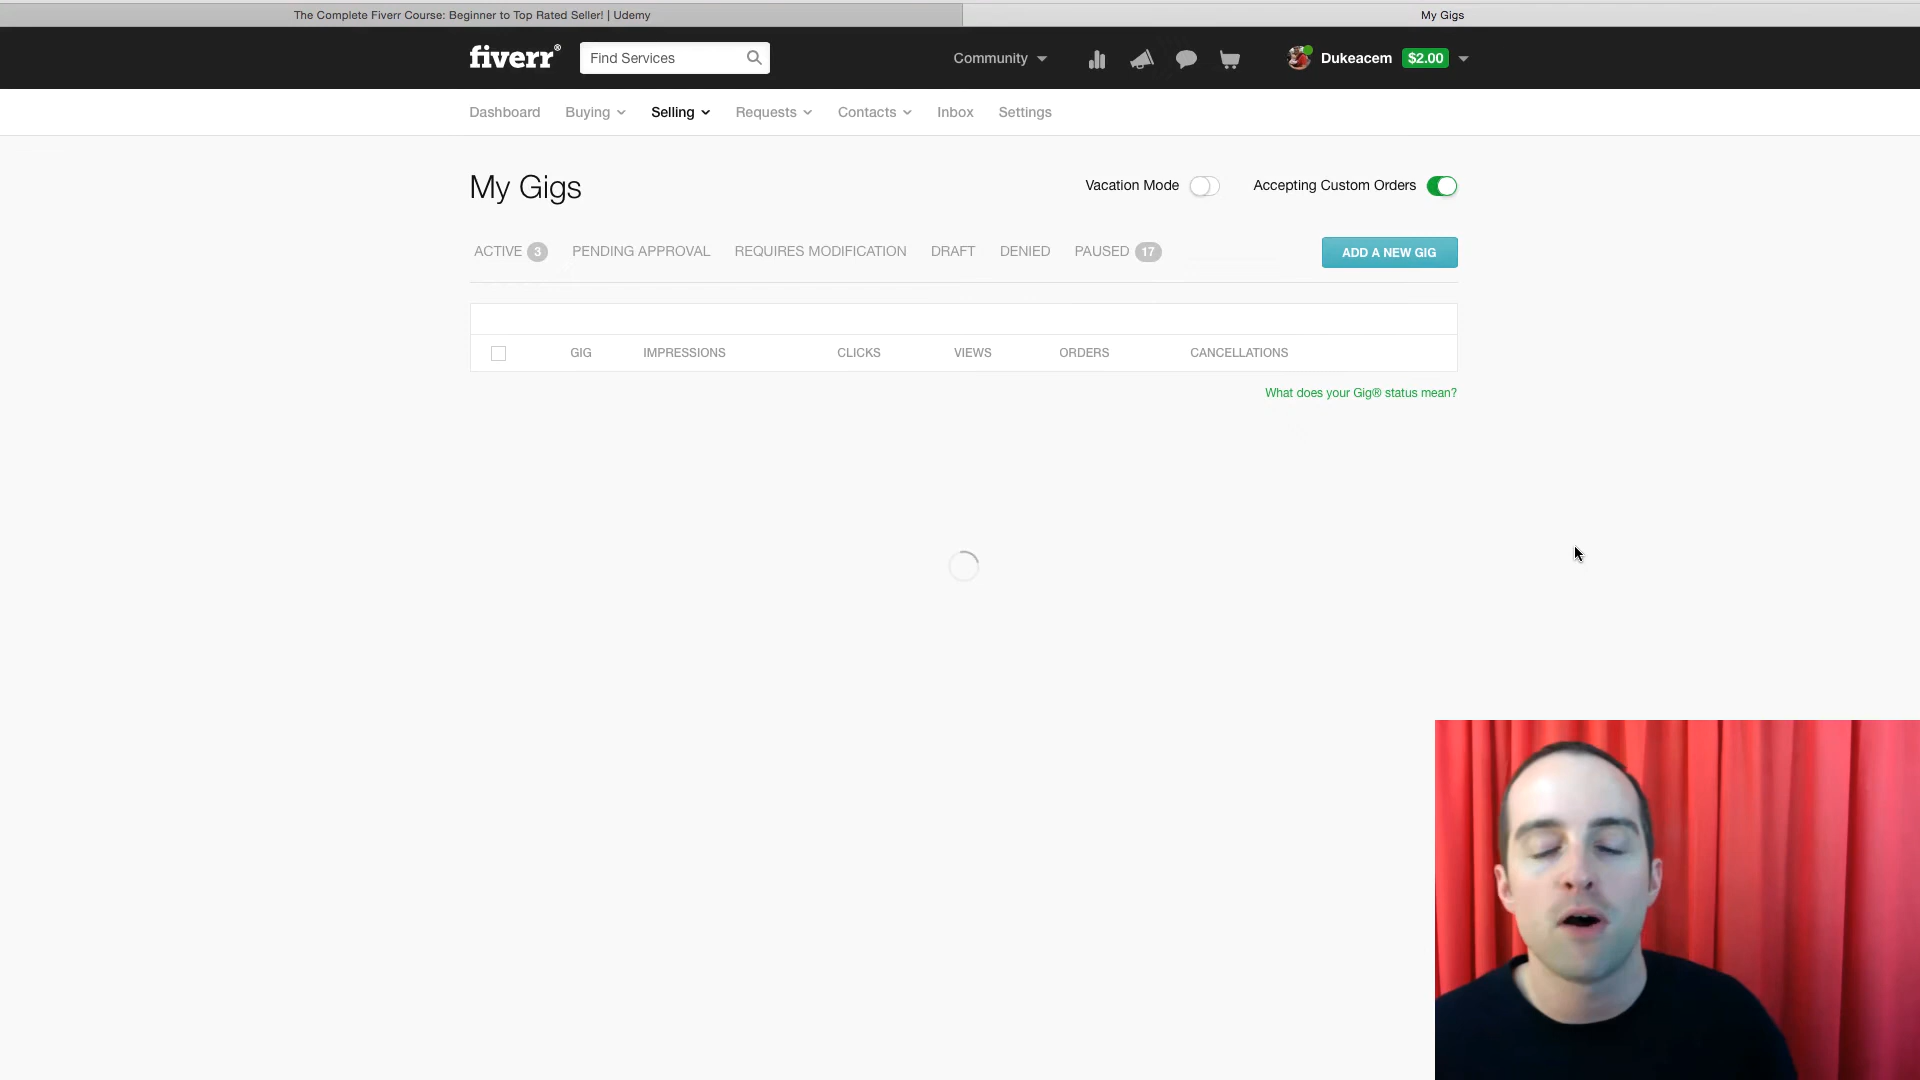 The Complete Fiverr Course: Beginner to Top Rated Seller! | Udemy
My Gigs
fiverr®
Find Services
Community
Dukeacem
$2.00
Dashboard
Buying
Selling
Requests
Contacts
Inbox
Settings
My Gigs
Vacation Mode
Accepting Custom Orders
ACTIVE 3
PENDING APPROVAL
REQUIRES MODIFICATION
DRAFT
DENIED
PAUSED 17
ADD A NEW GIG
GIG
IMPRESSIONS
CLICKS
VIEWS
ORDERS
CANCELLATIONS
What does your Gig® status mean?